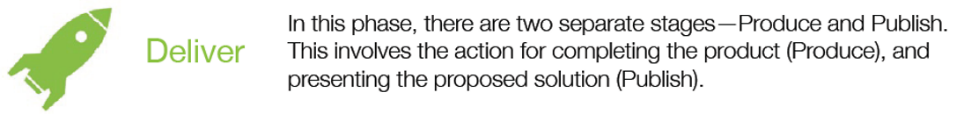 Deliver
In this phase, there are two separate stages—Produce and Publish.
This involves the action for completing the product (Produce), and
presenting the proposed solution (Publish).